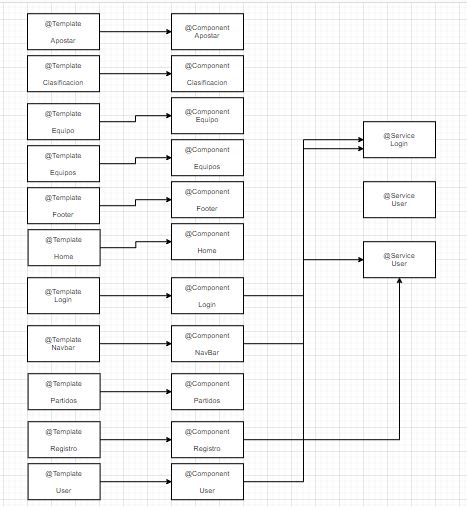 @Template
Apostar
@Component
Apostar
@Template
Clasificacion
@Component
Clasificacion
@Template
Equipo
@Component
Equipo
@Service
Login
@Template
Equipos
@Component
Equipos
@Template
Footer
@Component
Footer
@Service
User
@Template
Home
@Component
Home
@Service
User
@Template
Login
@Component
Login
@Template
Navbar
@Component
NavBar
@Template
Partidos
@Component
Partidos
@Template
Registro
@Component
Registro
@Template
User
@Component
User